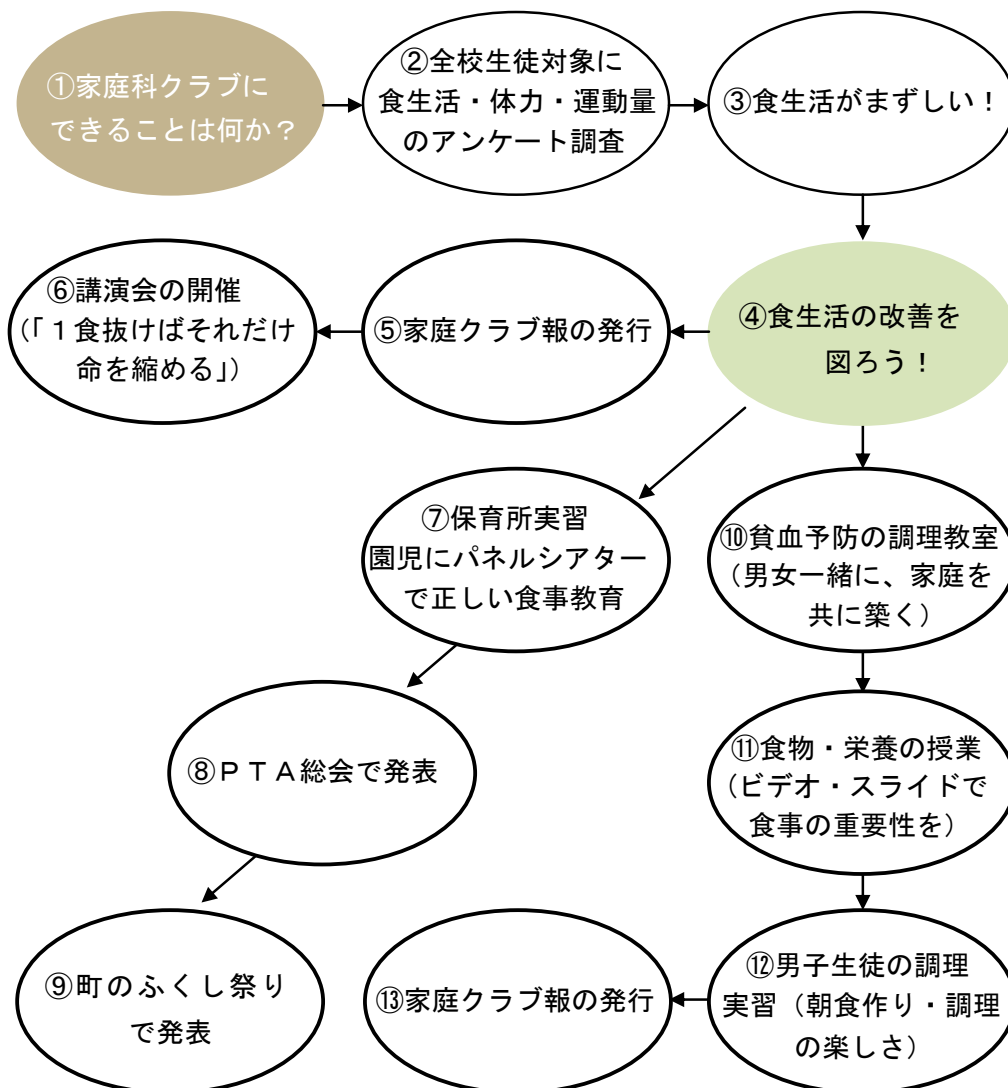 ①家庭科クラブに
できることは何か？
②全校生徒対象に
食生活・体力・運動量
のアンケート調査
③食生活がまずしい！
④食生活の改善を
図ろう！
⑤家庭クラブ報の発行
⑥講演会の開催
(「１食抜けばそれだけ
命を縮める」)
⑦保育所実習
園児にパネルシアター
で正しい食事教育
⑧ＰＴＡ総会で発表
⑨町のふくし祭り
で発表
⑩貧血予防の調理教室
（男女一緒に、家庭を
共に築く）
⑪食物・栄養の授業
(ビデオ・スライドで
食事の重要性を)
⑫男子生徒の調理
実習（朝食作り・調理
の楽しさ）
⑬家庭クラブ報の発行